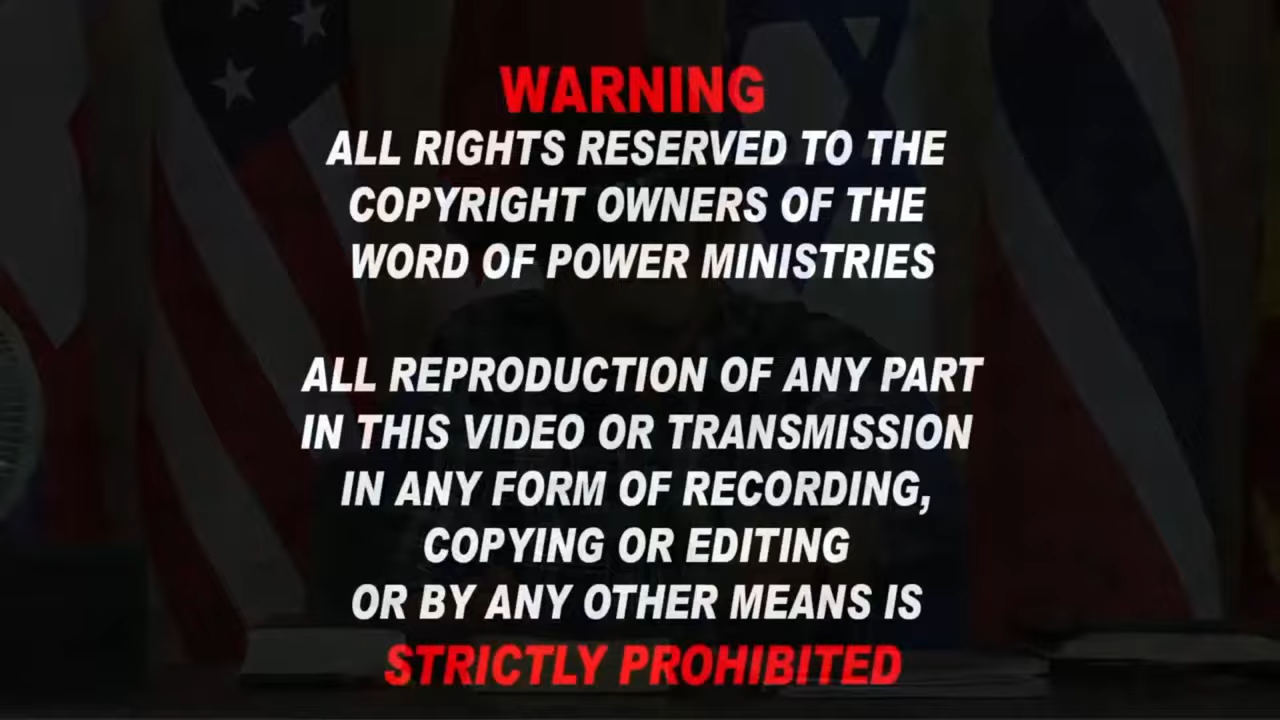 WARNING
ALL RIGHTS RESERVED TO THE
COPYRIGHT OWNERS OF THE
WORD OF POWER MINISTRIES
ALL REPRODUCTION OF ANY PART
IN THIS VIDEO OR TRANSMISSION
IN ANY FORM OF RECORDING,
COPYING OR EDITING
OR BY ANY OTHER MEANS IS
STRICTLY PROHIBITED